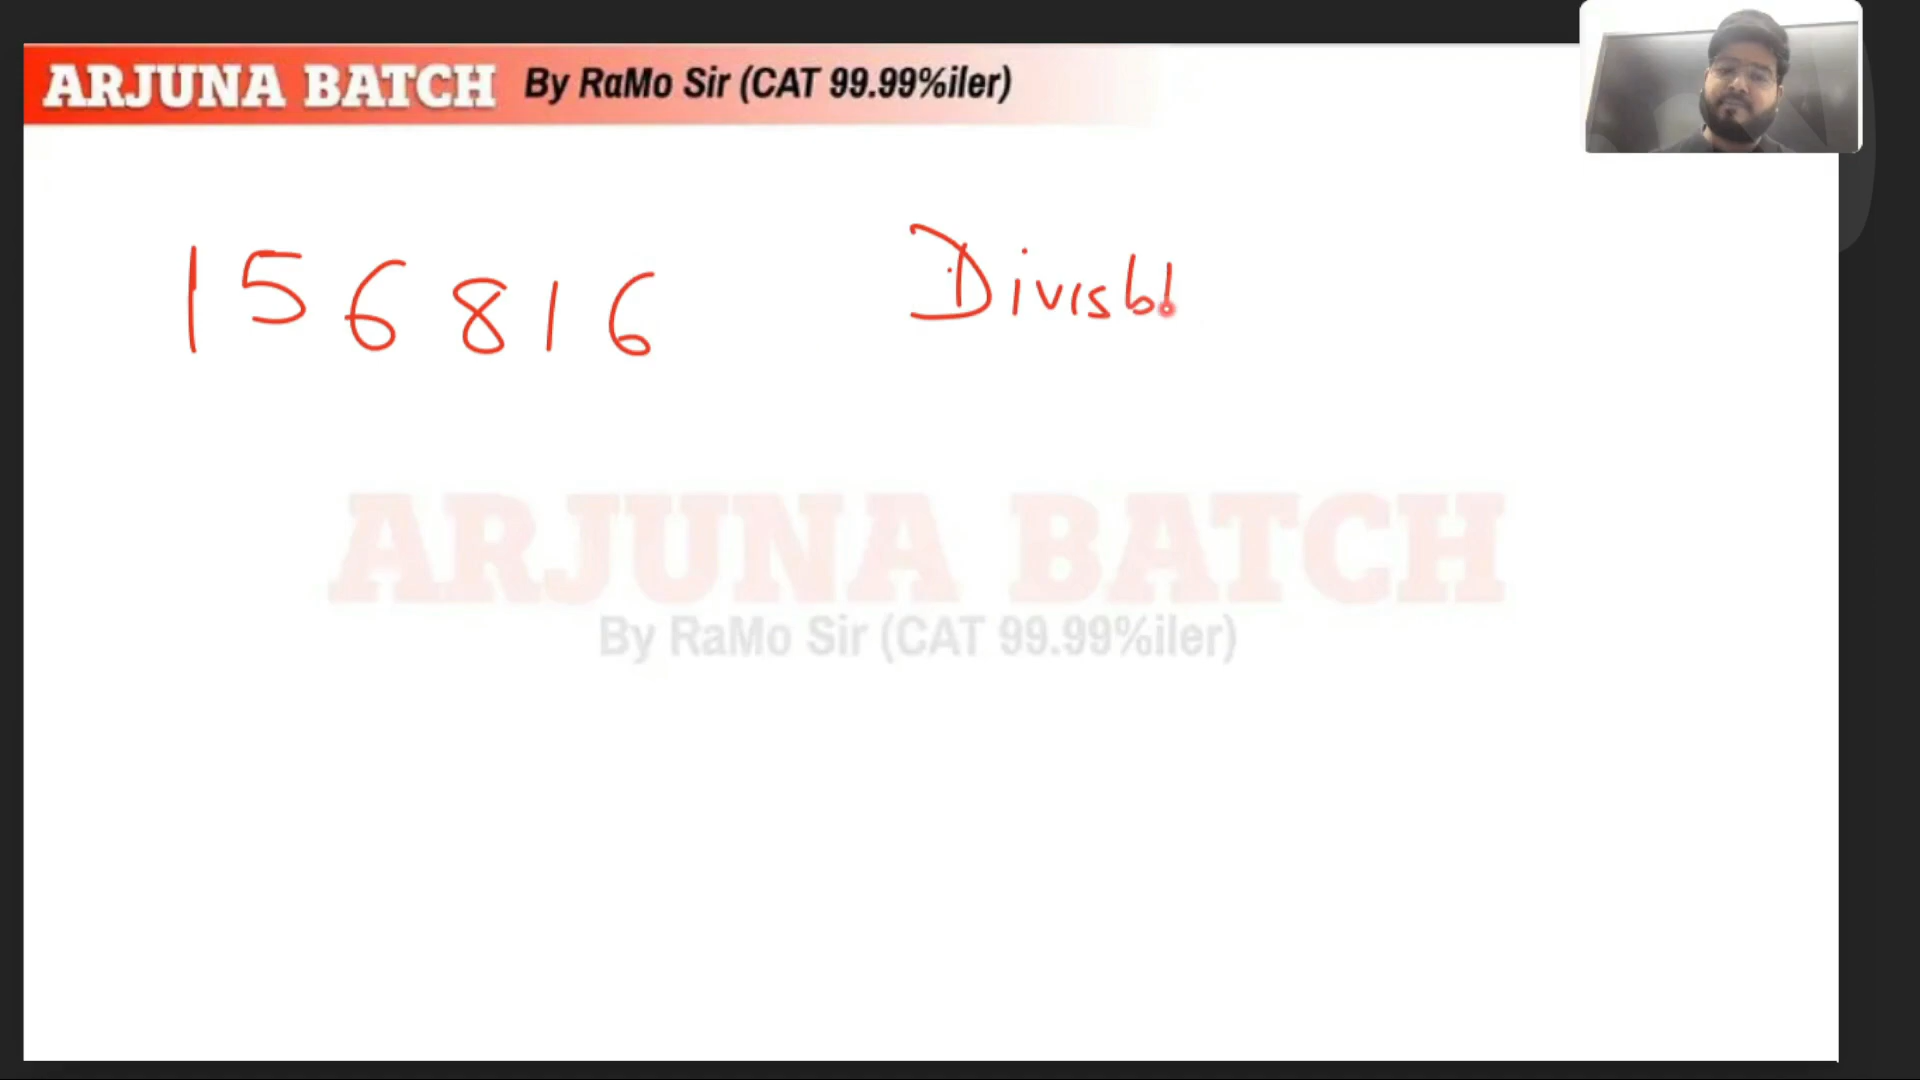 ARJUNA BATCH By RaMo Sir (CAT 99.99%iler)
156816 Divisbl
ARJUNA BATCH
By RaMo Sir (CAT 99.99%iler)